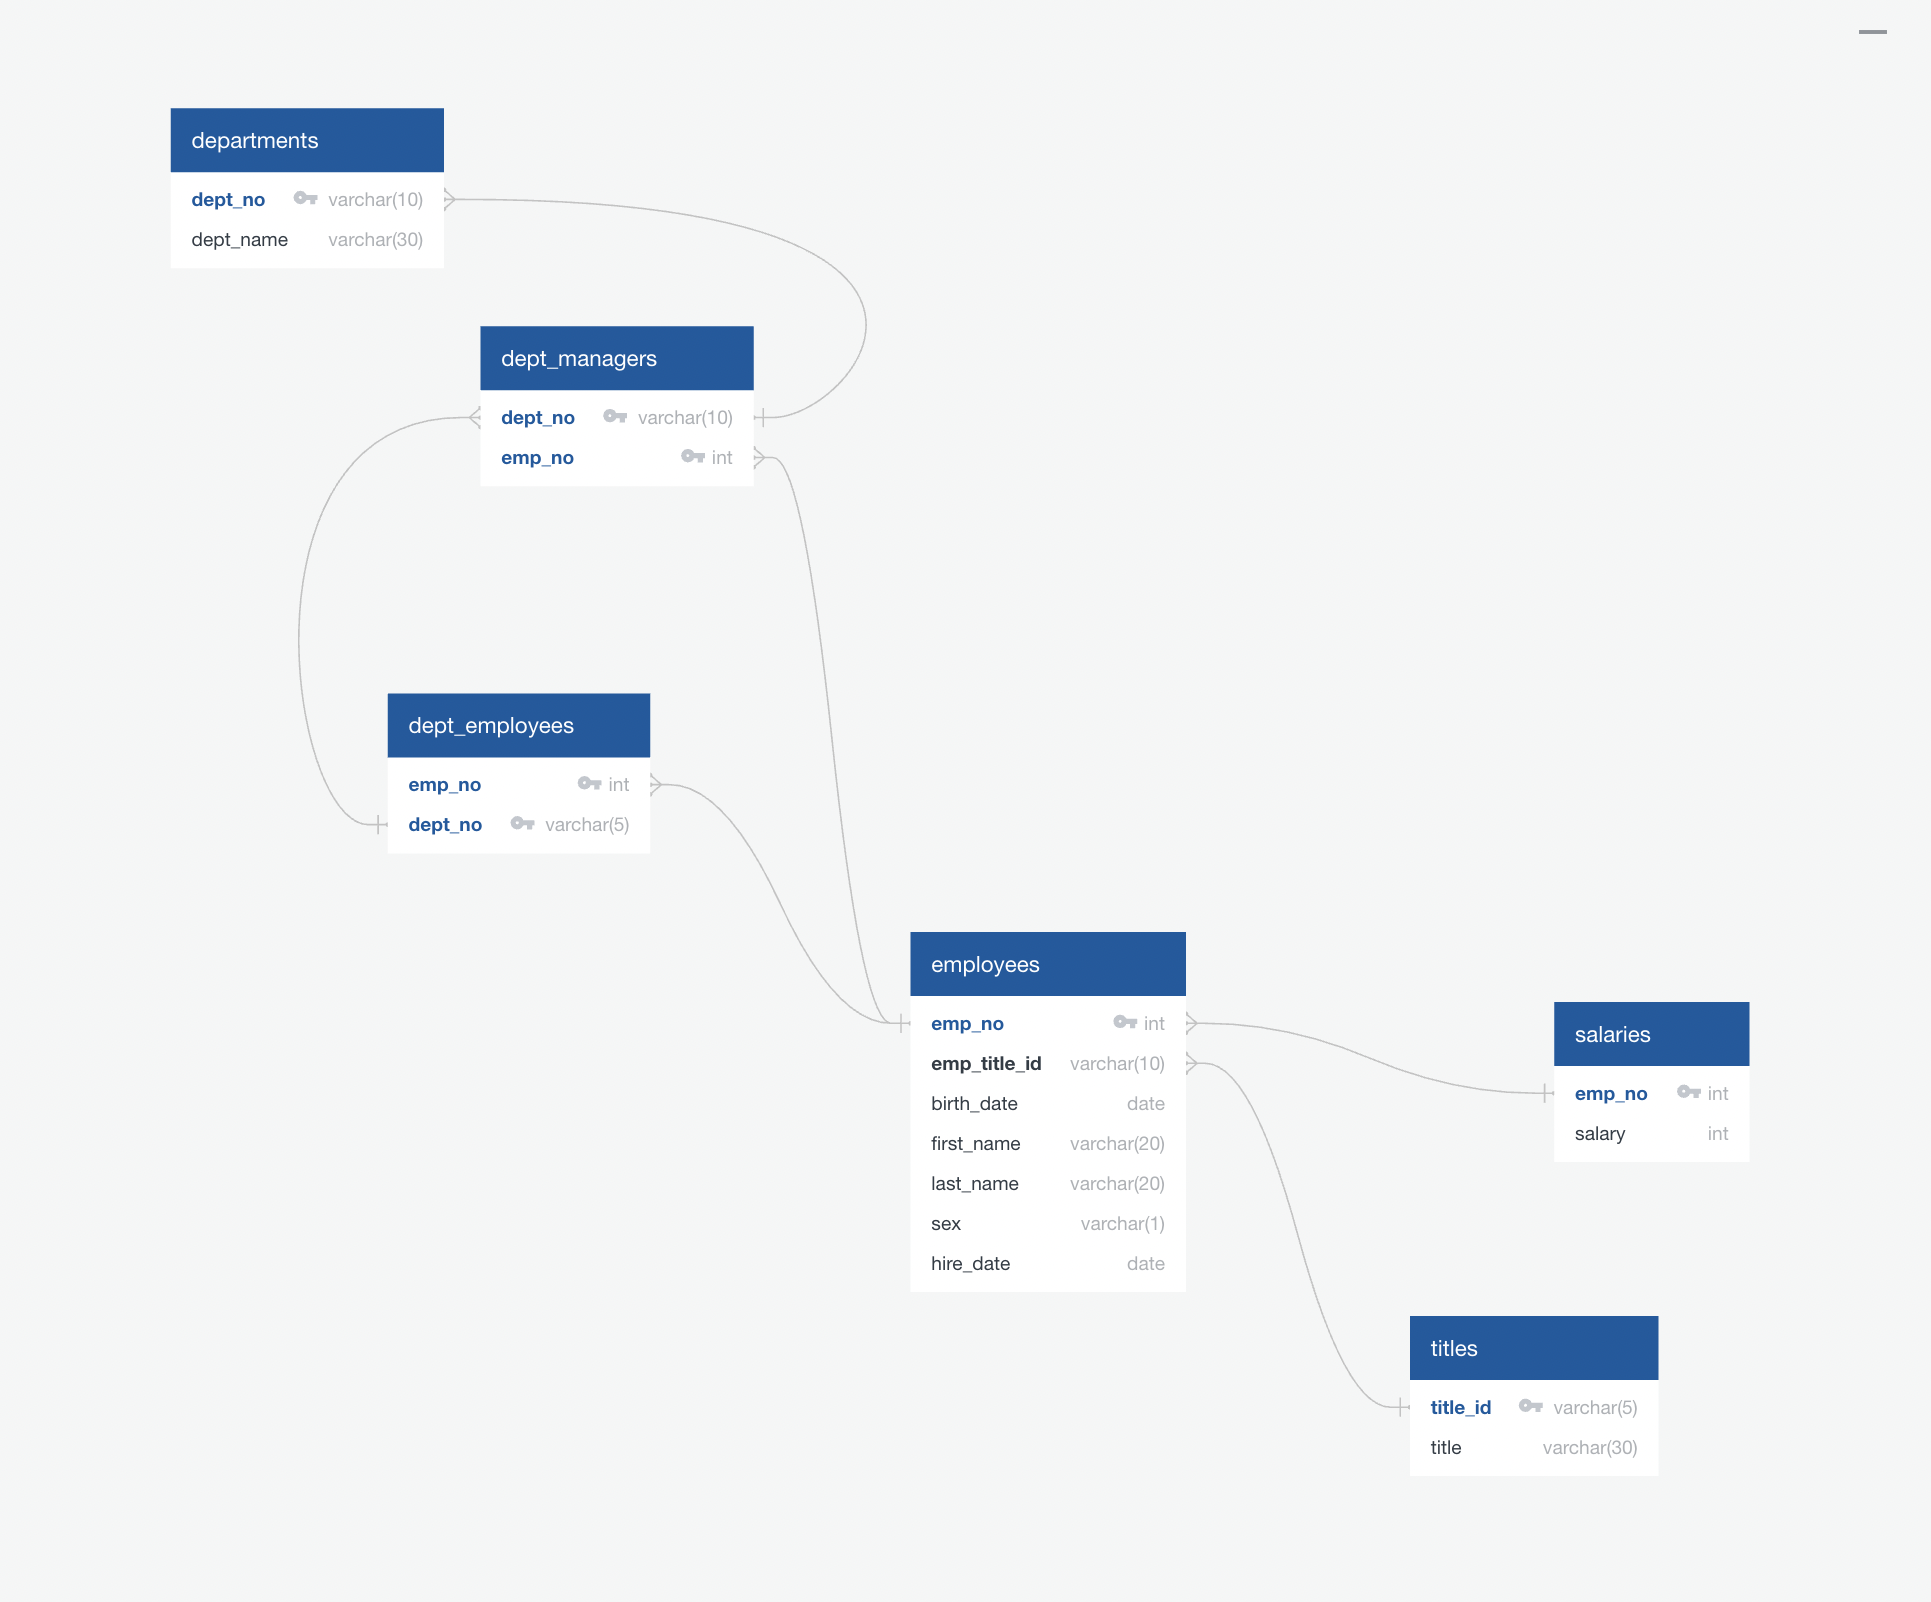 departments
dept_no varchar(10)
dept_name varchar(30)
dept_managers
dept_no varchar(10)
emp_no int
dept_employees
emp_no int
dept_no varchar(5)
employees
emp_no int
emp_title_id varchar(10)
birth_date date
first_name varchar(20)
last_name varchar(20)
sex varchar(1)
hire_date date
salaries
emp_no int
salary int
titles
title_id varchar(5)
title varchar(30)